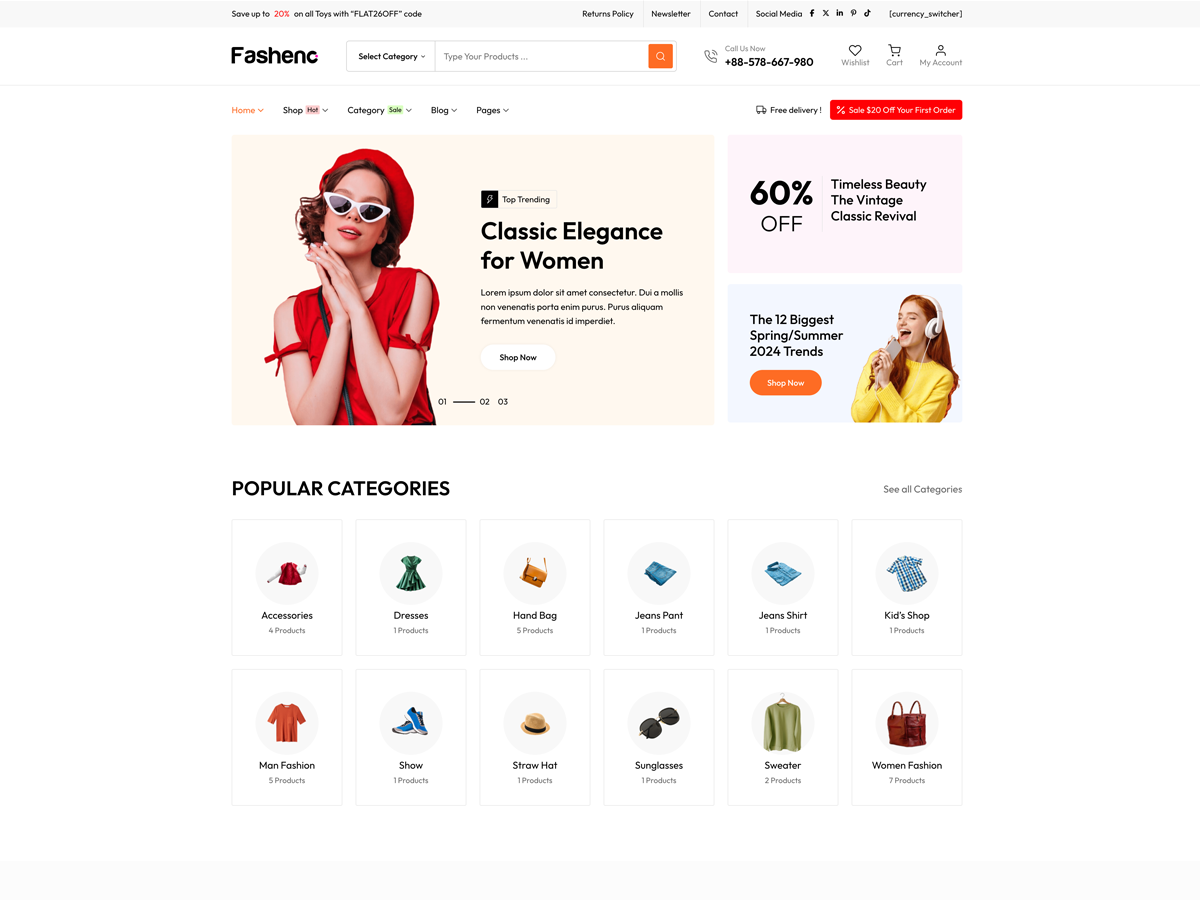 Save up to 20% on all Toys with "FLAT26OFF" code
Returns Policy
Newsletter
Contact
Social Media
[currency_switcher]
Fashenc
Select Category
Type Your Products ...
Call Us Now
+88-578-667-980
Wishlist
Cart
My Account
Home
Shop Hot
Category Sale
Blog
Pages
Free delivery !
Sale $20 Off Your First Order
Top Trending
Classic Elegance
for Women
Lorem ipsum dolor sit amet consectetur. Dui a mollis
non venenatis porta enim purus. Purus aliquam
fermentum venenatis id imperdiet.
Shop Now
01 02 03
60%
OFF
Timeless Beauty
The Vintage
Classic Revival
The 12 Biggest
Spring/Summer
2024 Trends
Shop Now
POPULAR CATEGORIES
See all Categories
Accessories
4 Products
Dresses
1 Products
Hand Bag
5 Products
Jeans Pant
1 Products
Jeans Shirt
1 Products
Kid's Shop
1 Products
Man Fashion
5 Products
Show
1 Products
Straw Hat
1 Products
Sunglasses
1 Products
Sweater
2 Products
Women Fashion
7 Products